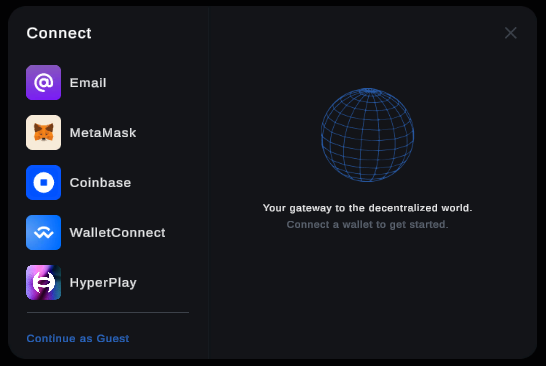 Connect
Email
MetaMask
Coinbase
WalletConnect
HyperPlay
Continue as Guest
Your gateway to the decentralized world.
Connect a wallet to get started.